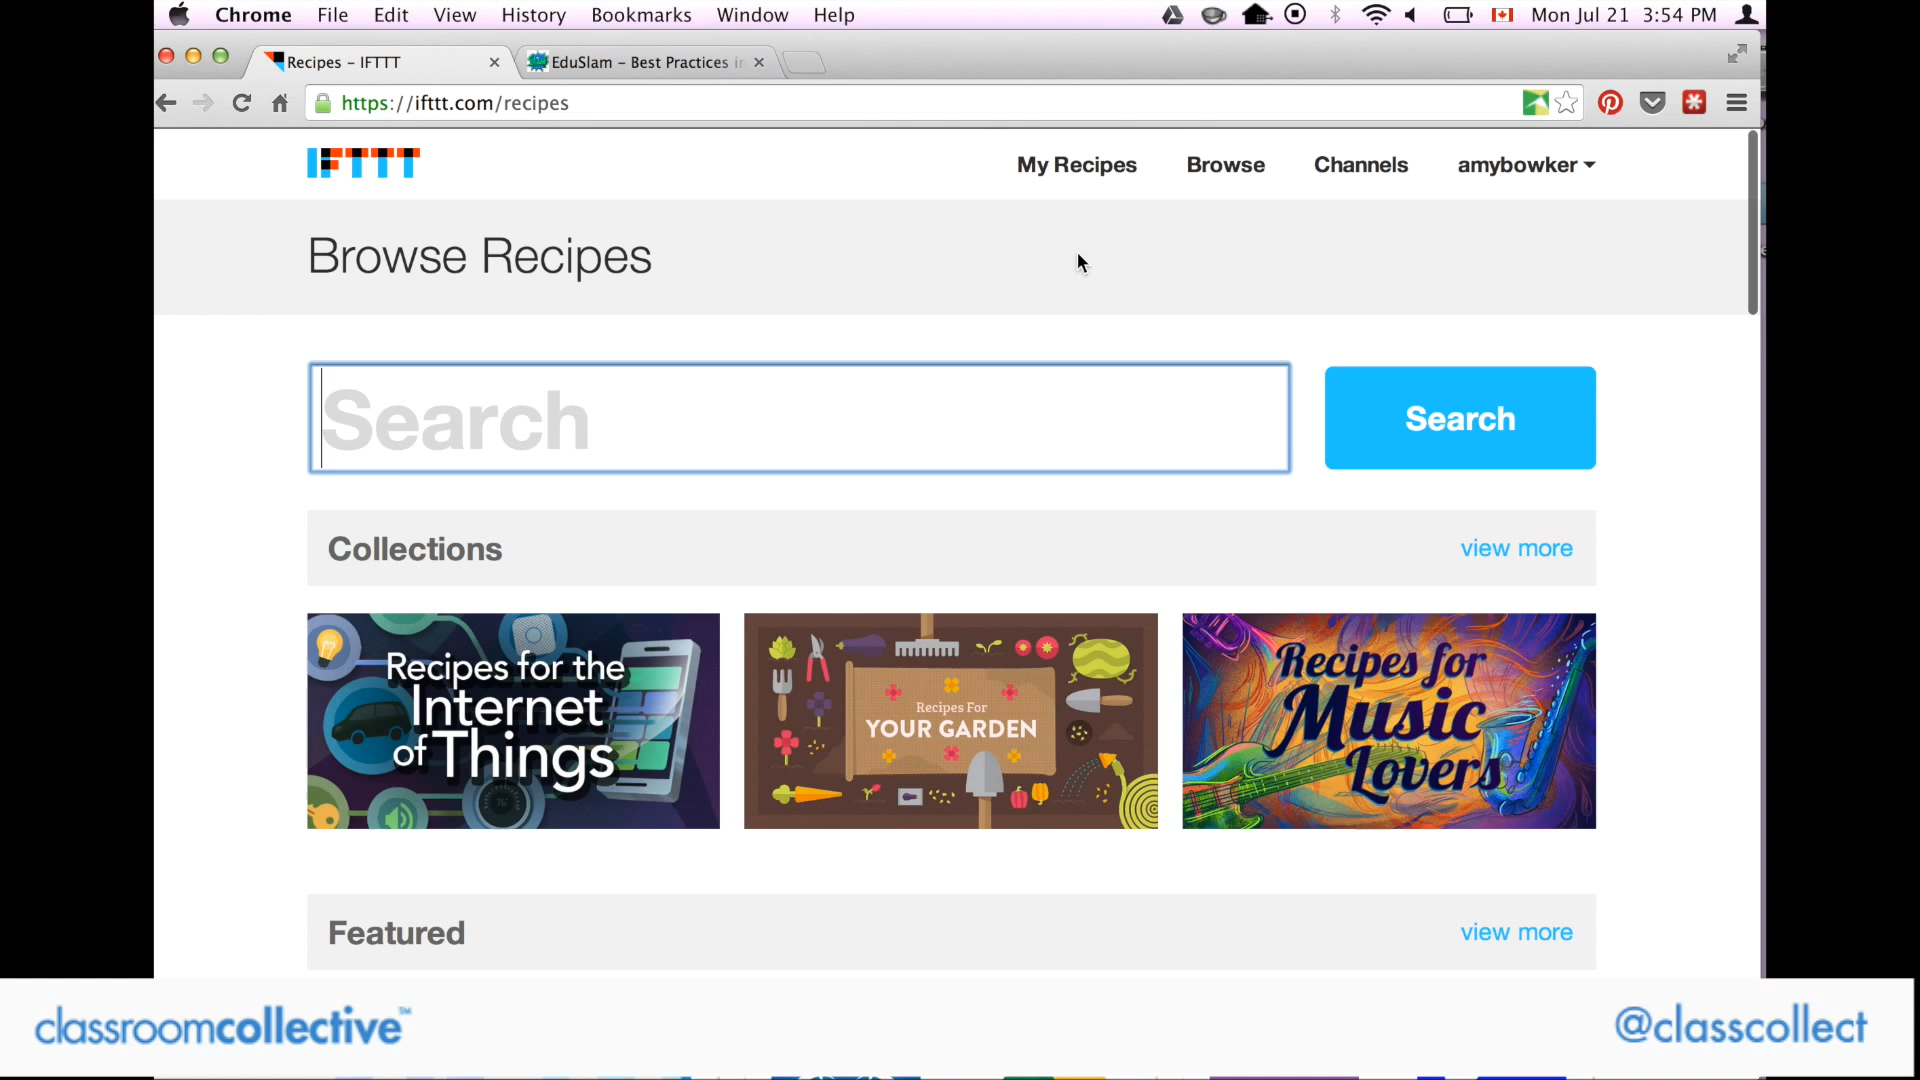 Chrome File Edit View History Bookmarks Window Help Mon Jul 21 3:54 PM
Recipes – IFTTT EduSlam – Best Practices in
https://ifttt.com/recipes
IFTTT My Recipes Browse Channels amybowker
Browse Recipes
Search Search
Collections view more
Recipes for the
Internet
of Things
Recipes For
YOUR GARDEN
Recipes for
Music
Lovers
Featured view more
classroomcollective™ @classcollect